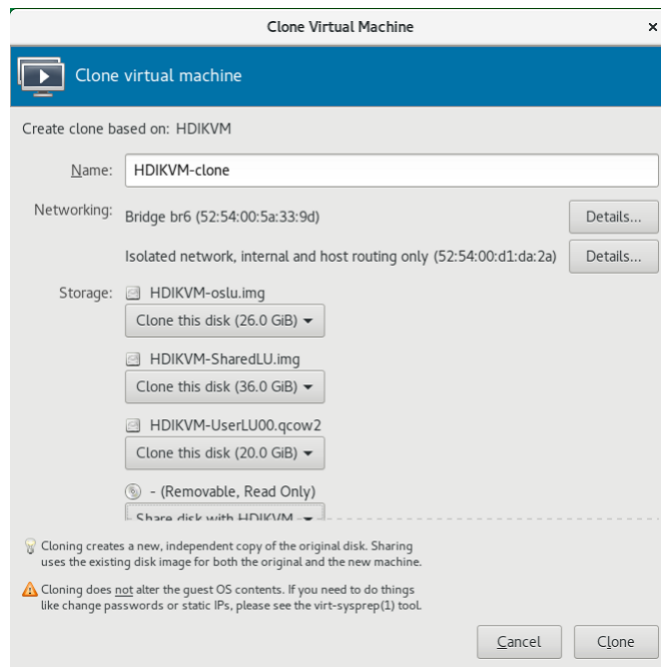 Clone Virtual Machine
Clone virtual machine
Create clone based on: HDIKVM
Name: HDIKVM-clone
Networking: Bridge br6 (52:54:00:5a:33:9d) Details...
Isolated network, internal and host routing only (52:54:00:d1:da:2a) Details...
Storage: HDIKVM-oslu.img
Clone this disk (26.0 GiB)
HDIKVM-SharedLU.img
Clone this disk (36.0 GiB)
HDIKVM-UserLU00.qcow2
Clone this disk (20.0 GiB)
- (Removable, Read Only)
Share disk with HDIKVM
Cloning creates a new, independent copy of the original disk. Sharing
uses the existing disk image for both the original and the new machine.
Cloning does not alter the guest OS contents. If you need to do things
like change passwords or static IPs, please see the virt-sysprep(1) tool.
Cancel Clone